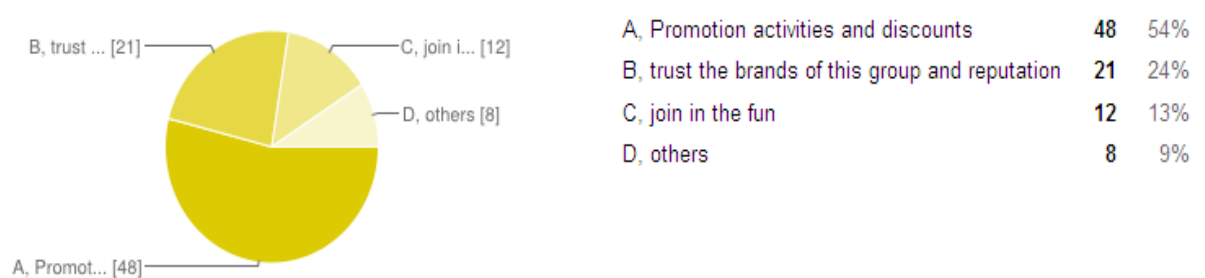 B, trust ... [21]
C, join i... [12]
D, others [8]
A, Promot... [48]
A, Promotion activities and discounts 48 54%
B, trust the brands of this group and reputation 21 24%
C, join in the fun 12 13%
D, others 8 9%